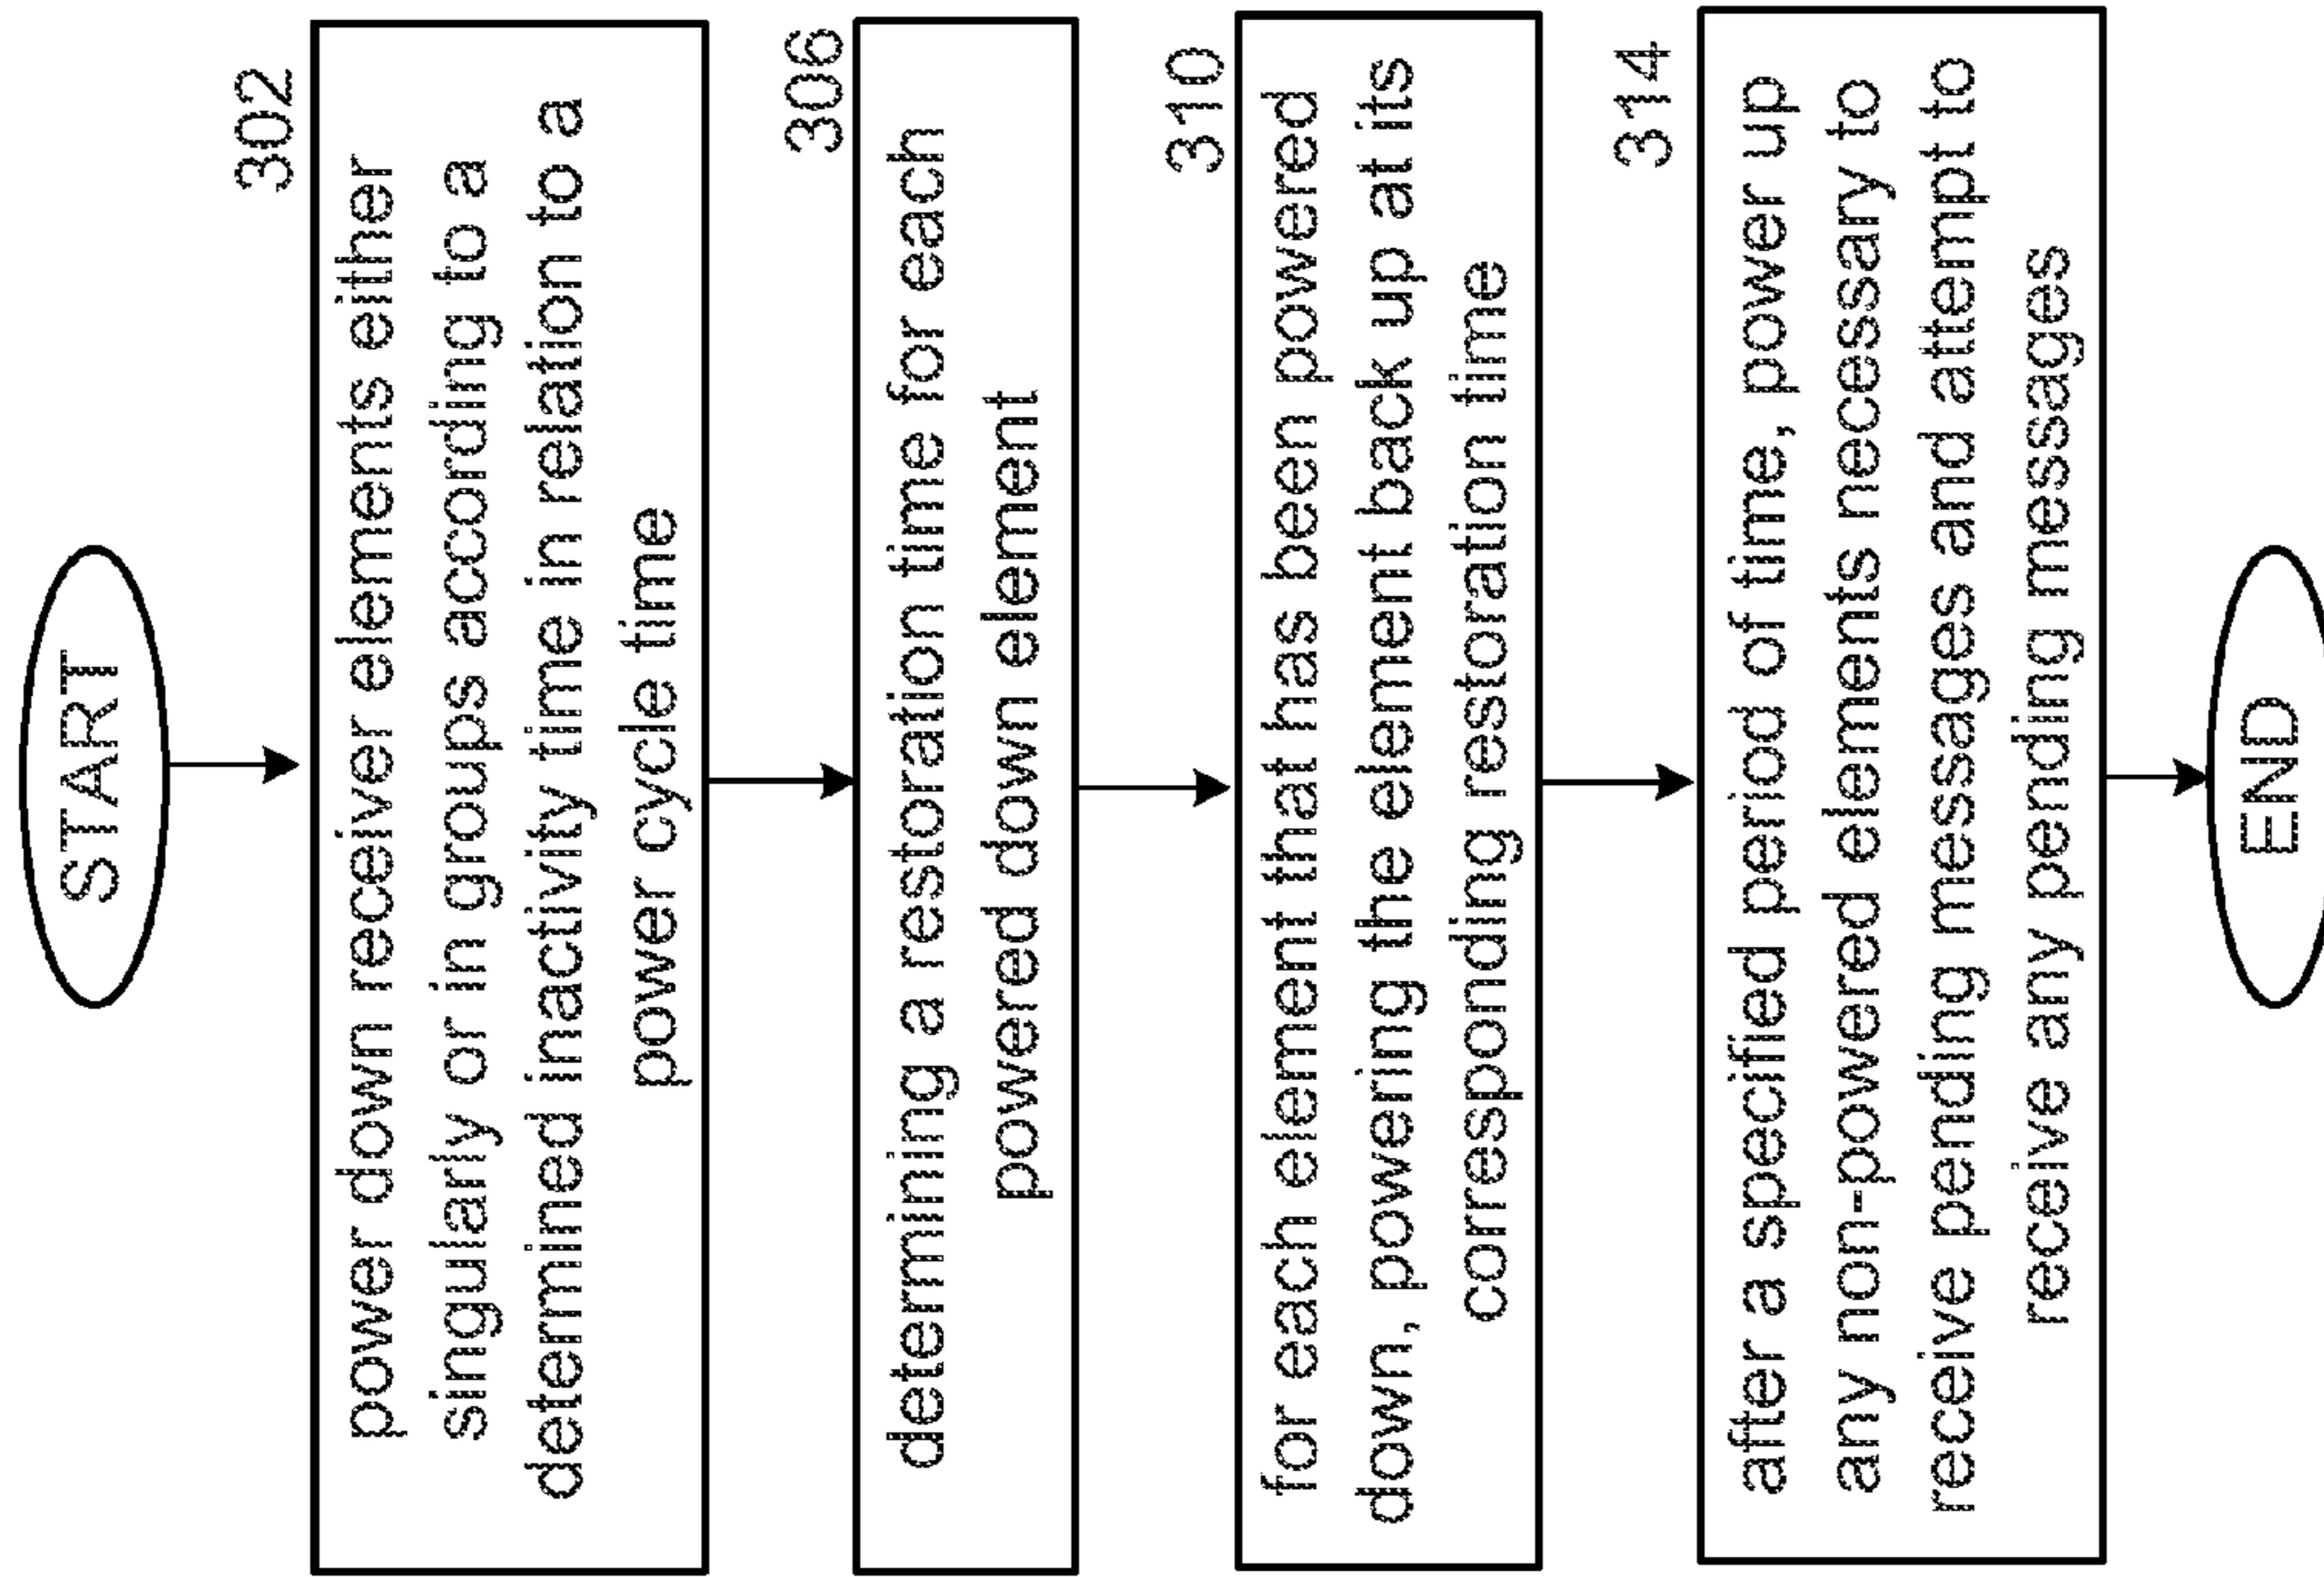 START
302
power down receiver elements either
singularly or in groups according to a
determined inactivity time in relation to a
power cycle time
306
determining a restoration time for each
powered down element
310
for each element that has been powered
down, powering the element back up at its
corresponding restoration time
314
after a specified period of time, power up
any non-powered elements necessary to
receive pending messages and attempt to
receive any pending messages
END